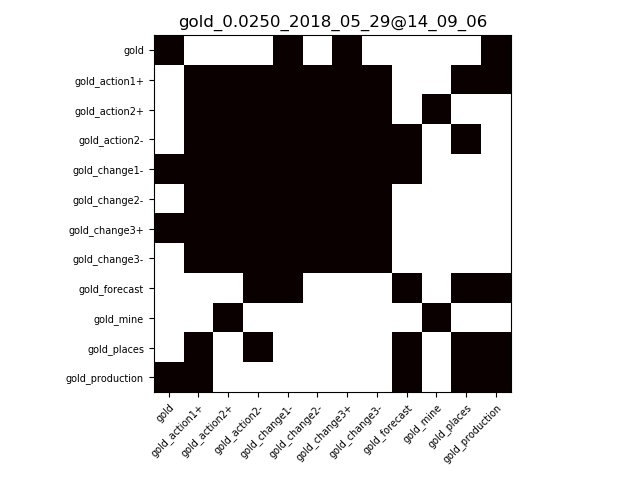 gold_0.0250_2018_05_29@14_09_06
gold
gold_action1+
gold_action2+
gold_action2-
gold_change1-
gold_change2-
gold_change3+
gold_change3-
gold_forecast
gold_mine
gold_places
gold_production
gold
gold_action1+
gold_action2+
gold_action2-
gold_change1-
gold_change2-
gold_change3+
gold_change3-
gold_forecast
gold_mine
gold_places
gold_production